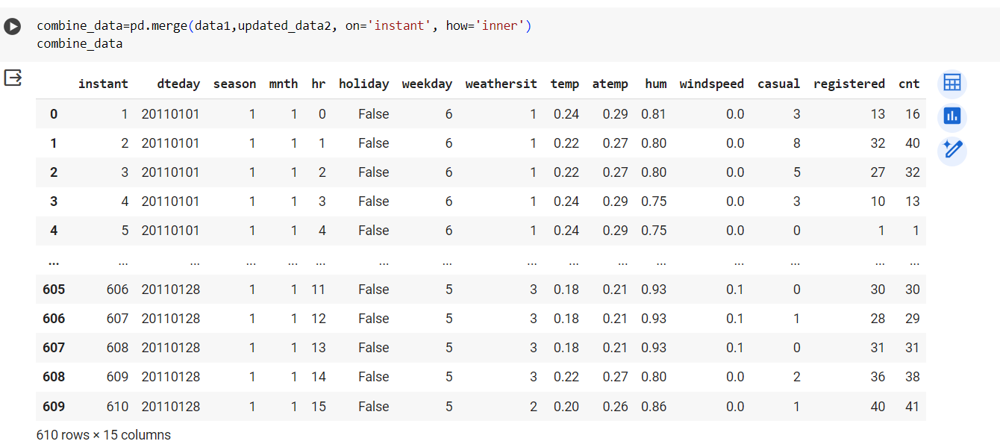 combine_data=pd.merge(data1,updated_data2, on='instant', how='inner')
combine_data
instant dteday season mnth hr holiday weekday weathersit temp atemp hum windspeed casual registered cnt
0 1 20110101 1 1 0 False 6 1 0.24 0.29 0.81 0.0 3 13 16
1 2 20110101 1 1 1 False 6 1 0.22 0.27 0.80 0.0 8 32 40
2 3 20110101 1 1 2 False 6 1 0.22 0.27 0.80 0.0 5 27 32
3 4 20110101 1 1 3 False 6 1 0.24 0.29 0.75 0.0 3 10 13
4 5 20110101 1 1 4 False 6 1 0.24 0.29 0.75 0.0 0 1 1
... ... ... ... ... ... ... ... ... ... ... ... ... ... ... ...
605 606 20110128 1 1 11 False 5 3 0.18 0.21 0.93 0.1 0 30 30
606 607 20110128 1 1 12 False 5 3 0.18 0.21 0.93 0.1 1 28 29
607 608 20110128 1 1 13 False 5 3 0.18 0.21 0.93 0.1 0 31 31
608 609 20110128 1 1 14 False 5 3 0.22 0.27 0.80 0.0 2 36 38
609 610 20110128 1 1 15 False 5 2 0.20 0.26 0.86 0.0 1 40 41
610 rows × 15 columns